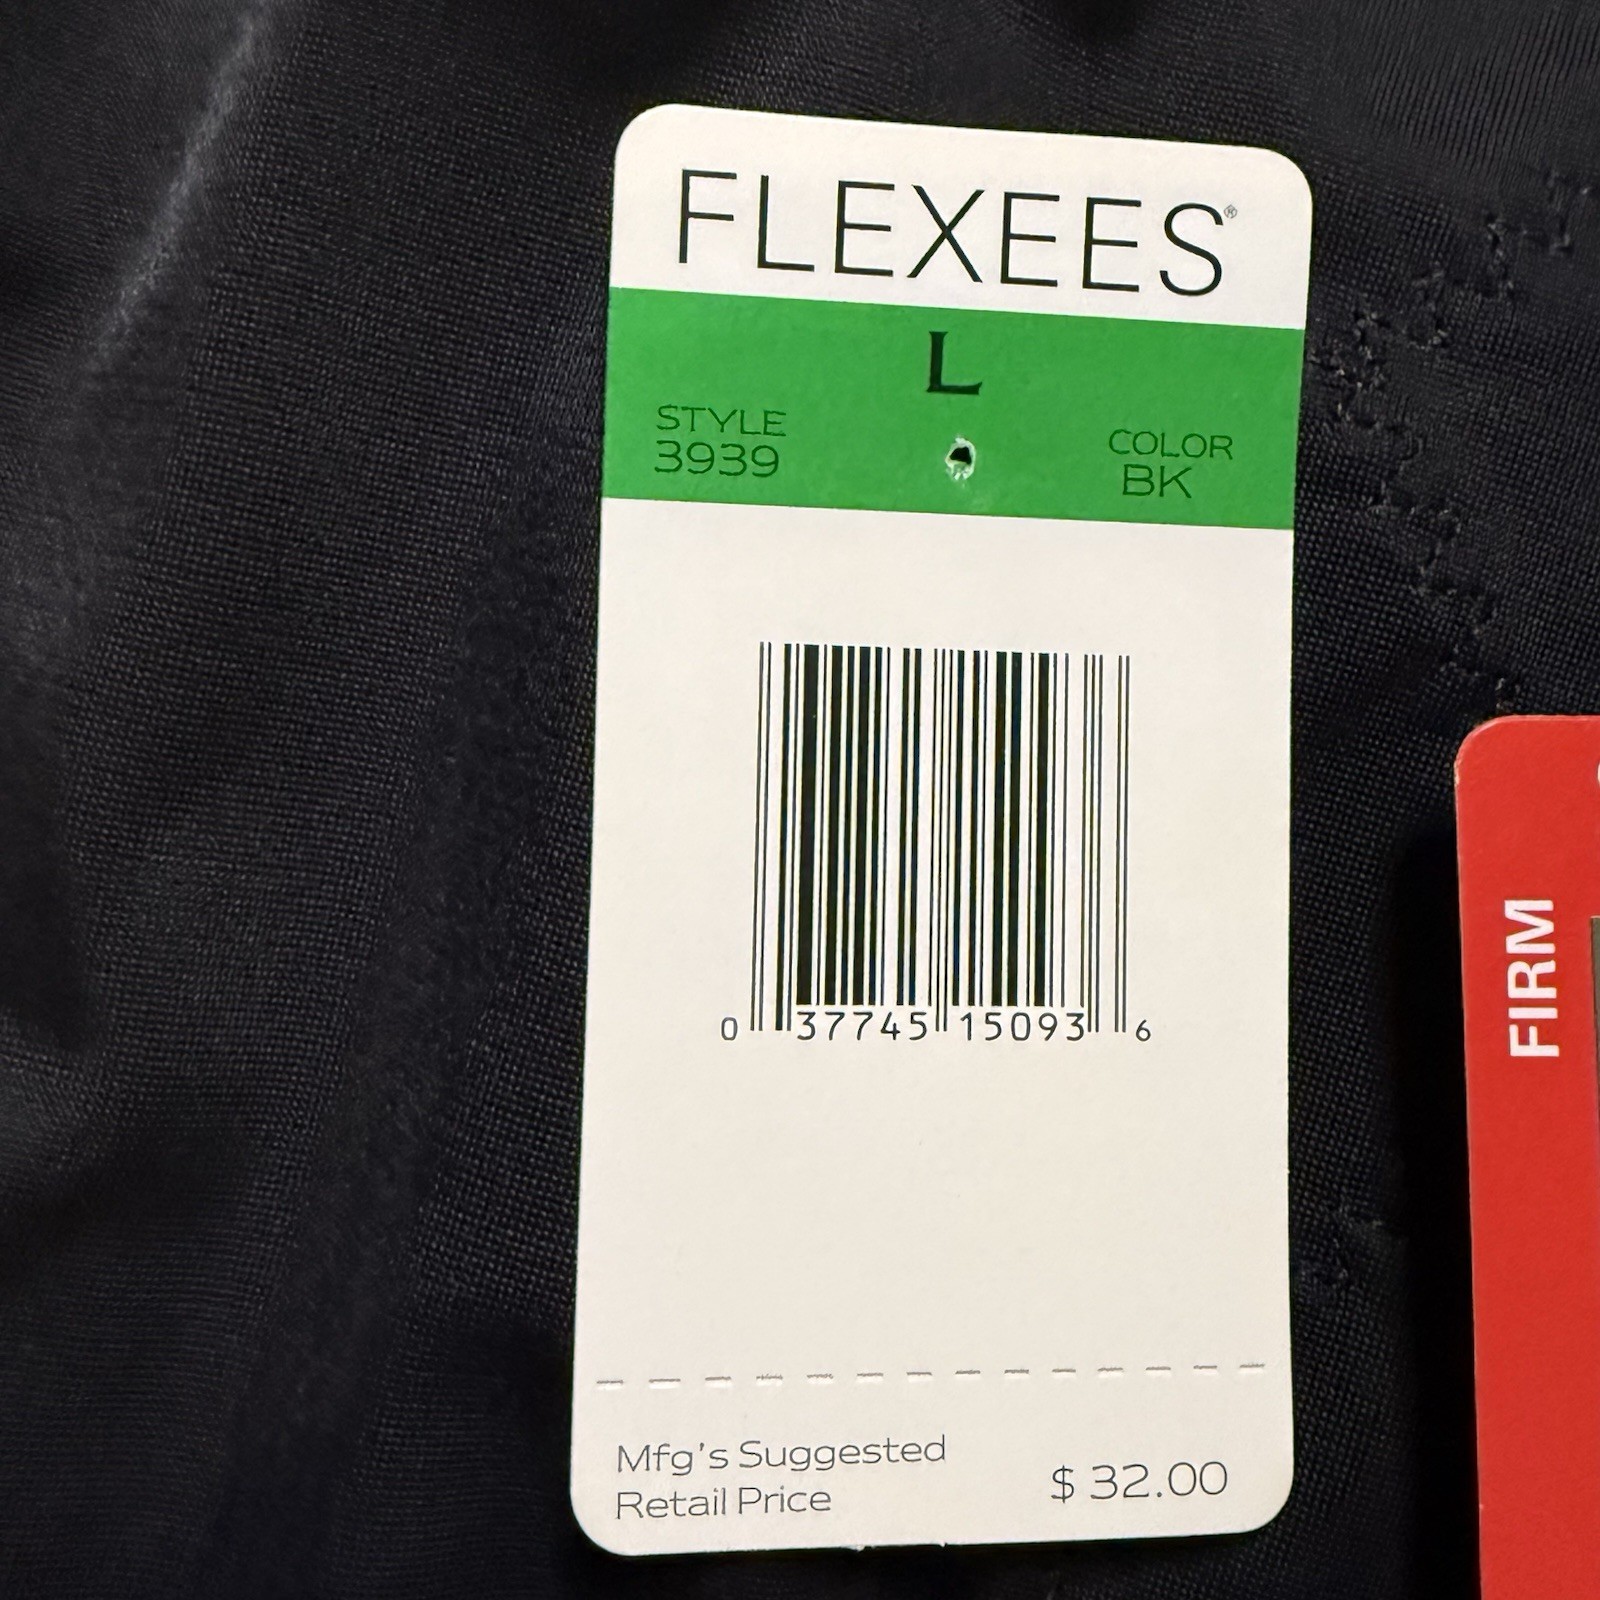 FLEXEES®
L
STYLE
3939
COLOR
BK
0 37745 15093 6
Mfg's Suggested
Retail Price
$ 32.00
FIRM